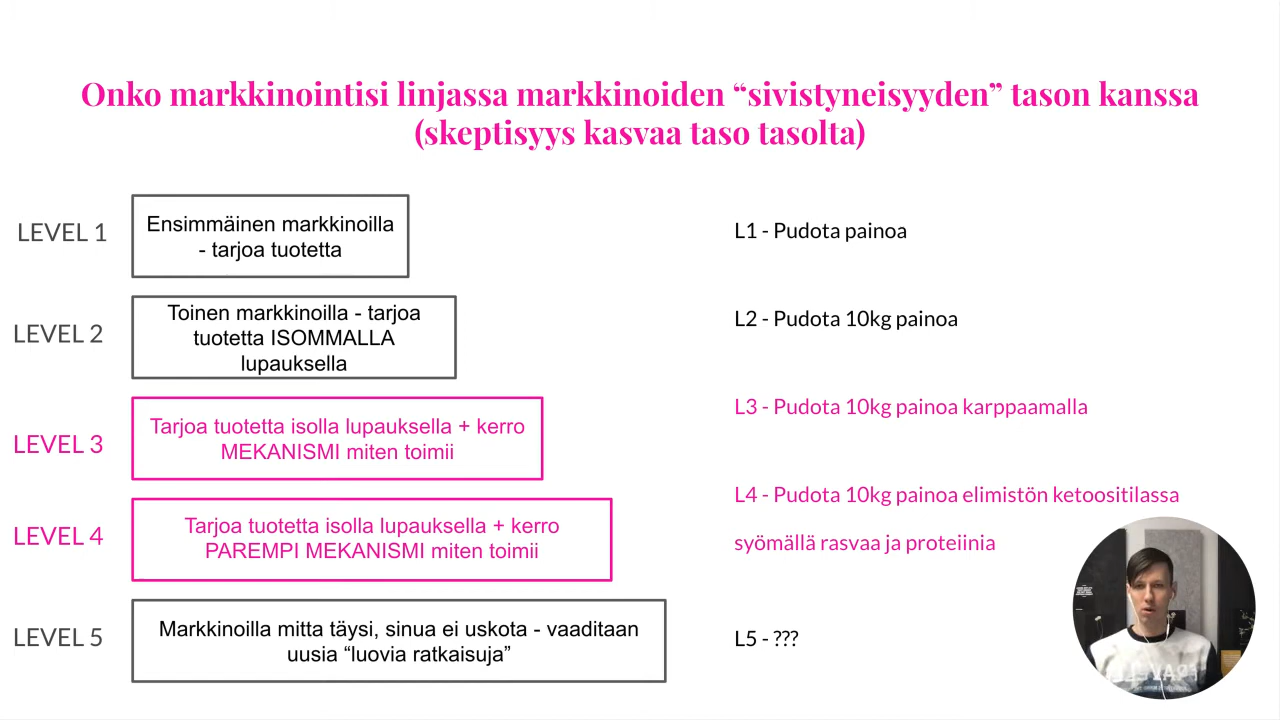 Onko markkinointisi linjassa markkinoiden “sivistyneisyyden” tason kanssa
(skeptisyys kasvaa taso tasolta)
LEVEL 1
Ensimmäinen markkinoilla
- tarjoa tuotetta
L1 - Pudota painoa
LEVEL 2
Toinen markkinoilla - tarjoa
tuotetta ISOMMALLA
lupauksella
L2 - Pudota 10kg painoa
LEVEL 3
Tarjoa tuotetta isolla lupauksella + kerro
MEKANISMI miten toimii
L3 - Pudota 10kg painoa karppaamalla
LEVEL 4
Tarjoa tuotetta isolla lupauksella + kerro
PAREMPI MEKANISMI miten toimii
L4 - Pudota 10kg painoa elimistön ketoositilassa
syömällä rasvaa ja proteiinia
LEVEL 5
Markkinoilla mitta täysi, sinua ei uskota - vaaditaan
uusia “luovia ratkaisuja”
L5 - ???